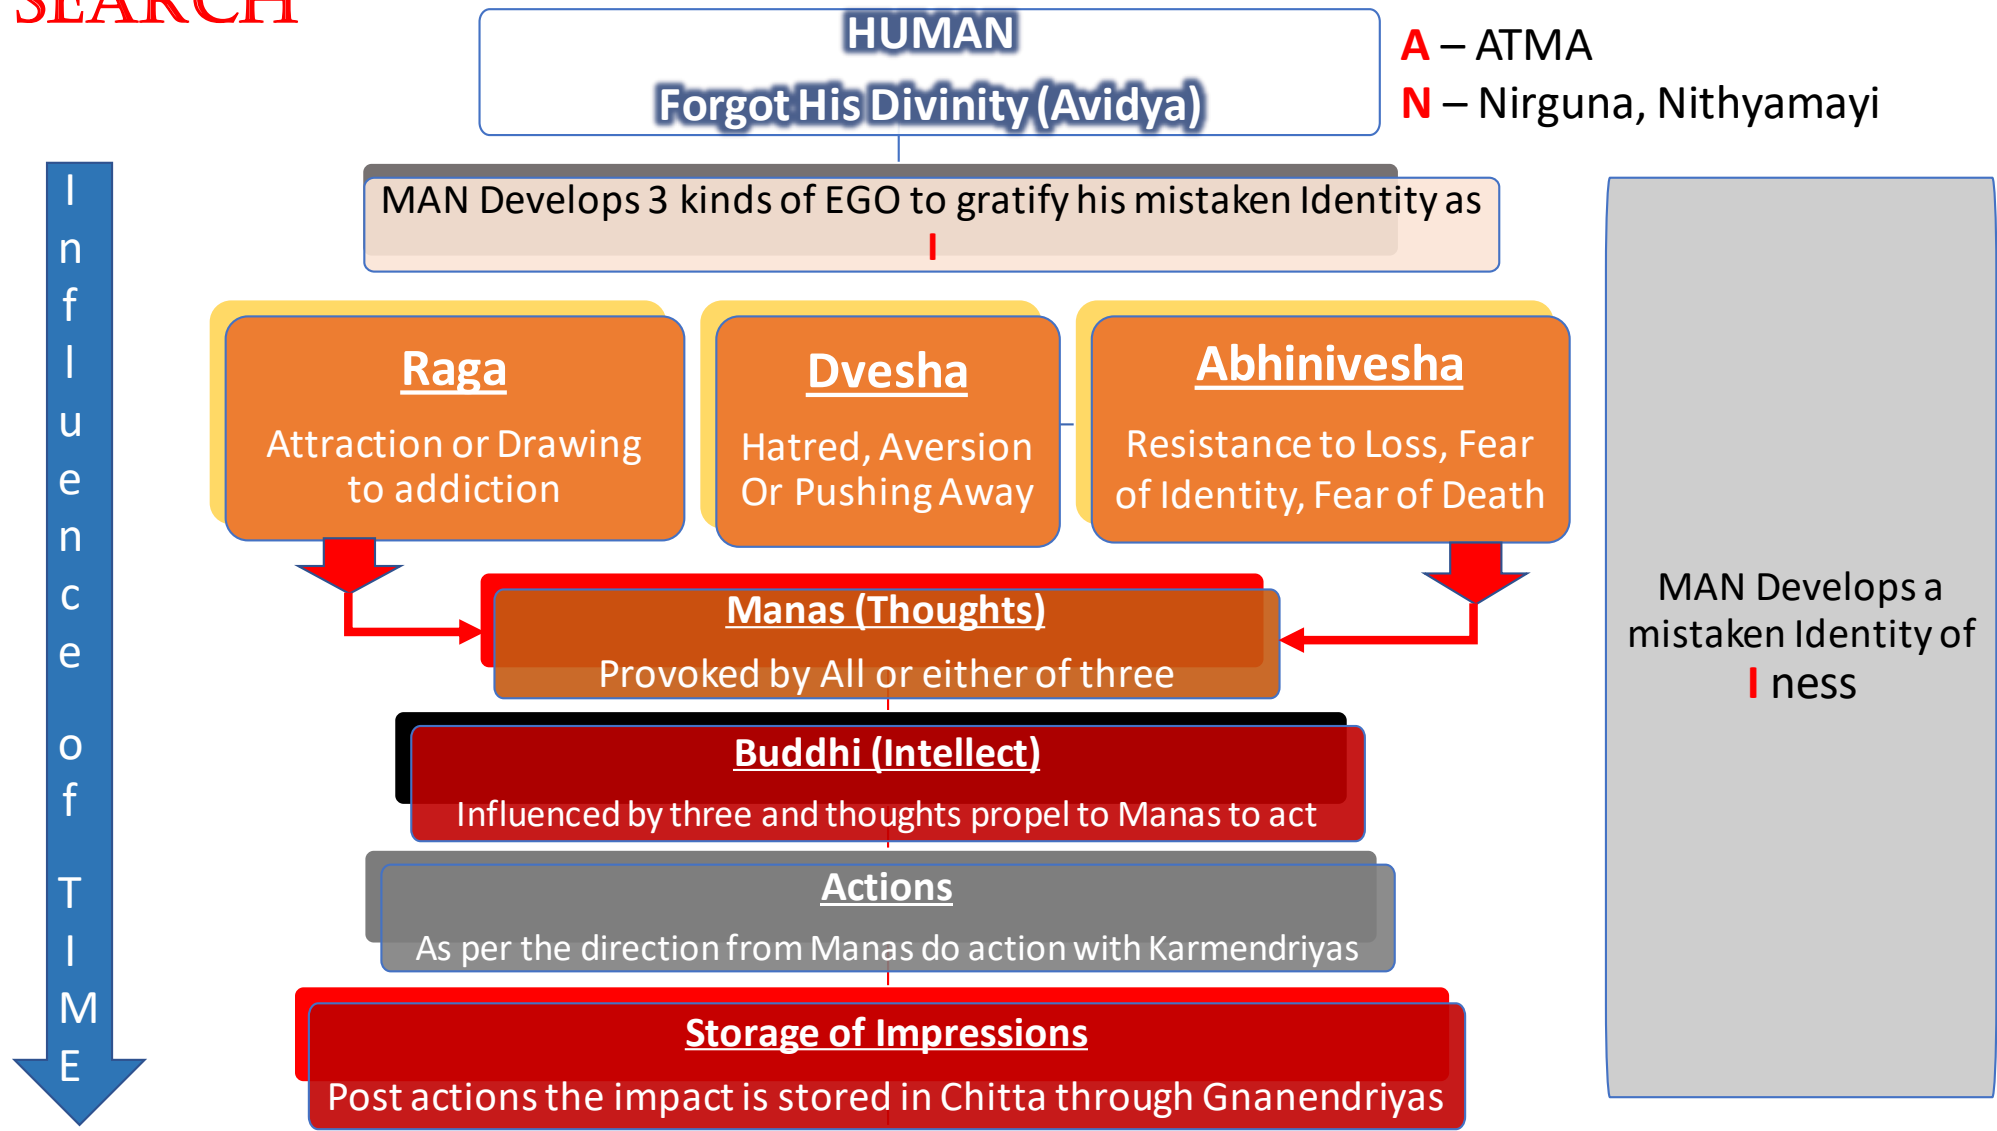 SEARCH
HUMAN
Forgot His Divinity (Avidya)
A – ATMA
N – Nirguna, Nithyamayi
Influence of TIME
MAN Develops 3 kinds of EGO to gratify his mistaken Identity as
I
Raga
Attraction or Drawing
to addiction
Dvesha
Hatred, Aversion
Or Pushing Away
Abhinivesha
Resistance to Loss, Fear
of Identity, Fear of Death
Manas (Thoughts)
Provoked by All or either of three
Buddhi (Intellect)
Influenced by three and thoughts propel to Manas to act
Actions
As per the direction from Manas do action with Karmendriyas
Storage of Impressions
Post actions the impact is stored in Chitta through Gnanendriyas
MAN Develops a
mistaken Identity of
I ness